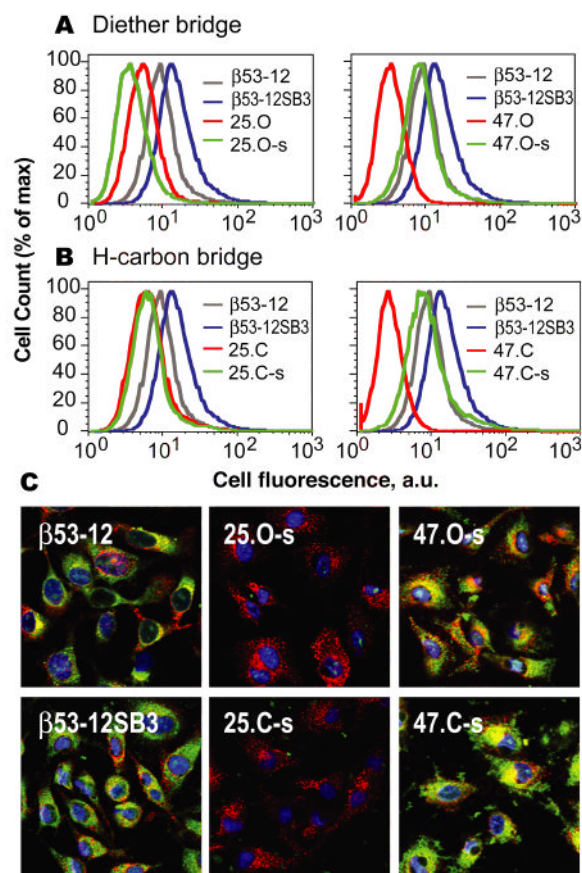 A Diether bridge
Cell Count (% of max)
100
80
60
40
20
0
β53-12
β53-12SB3
25.O
25.O-s
10⁰ 10¹ 10² 10³
β53-12
β53-12SB3
47.O
47.O-s
10⁰ 10¹ 10² 10³
B H-carbon bridge
100
80
60
40
20
0
β53-12
β53-12SB3
25.C
25.C-s
10⁰ 10¹ 10² 10³
β53-12
β53-12SB3
47.C
47.C-s
10⁰ 10¹ 10² 10³
Cell fluorescence, a.u.
C
β53-12 25.O-s 47.O-s
β53-12SB3 25.C-s 47.C-s